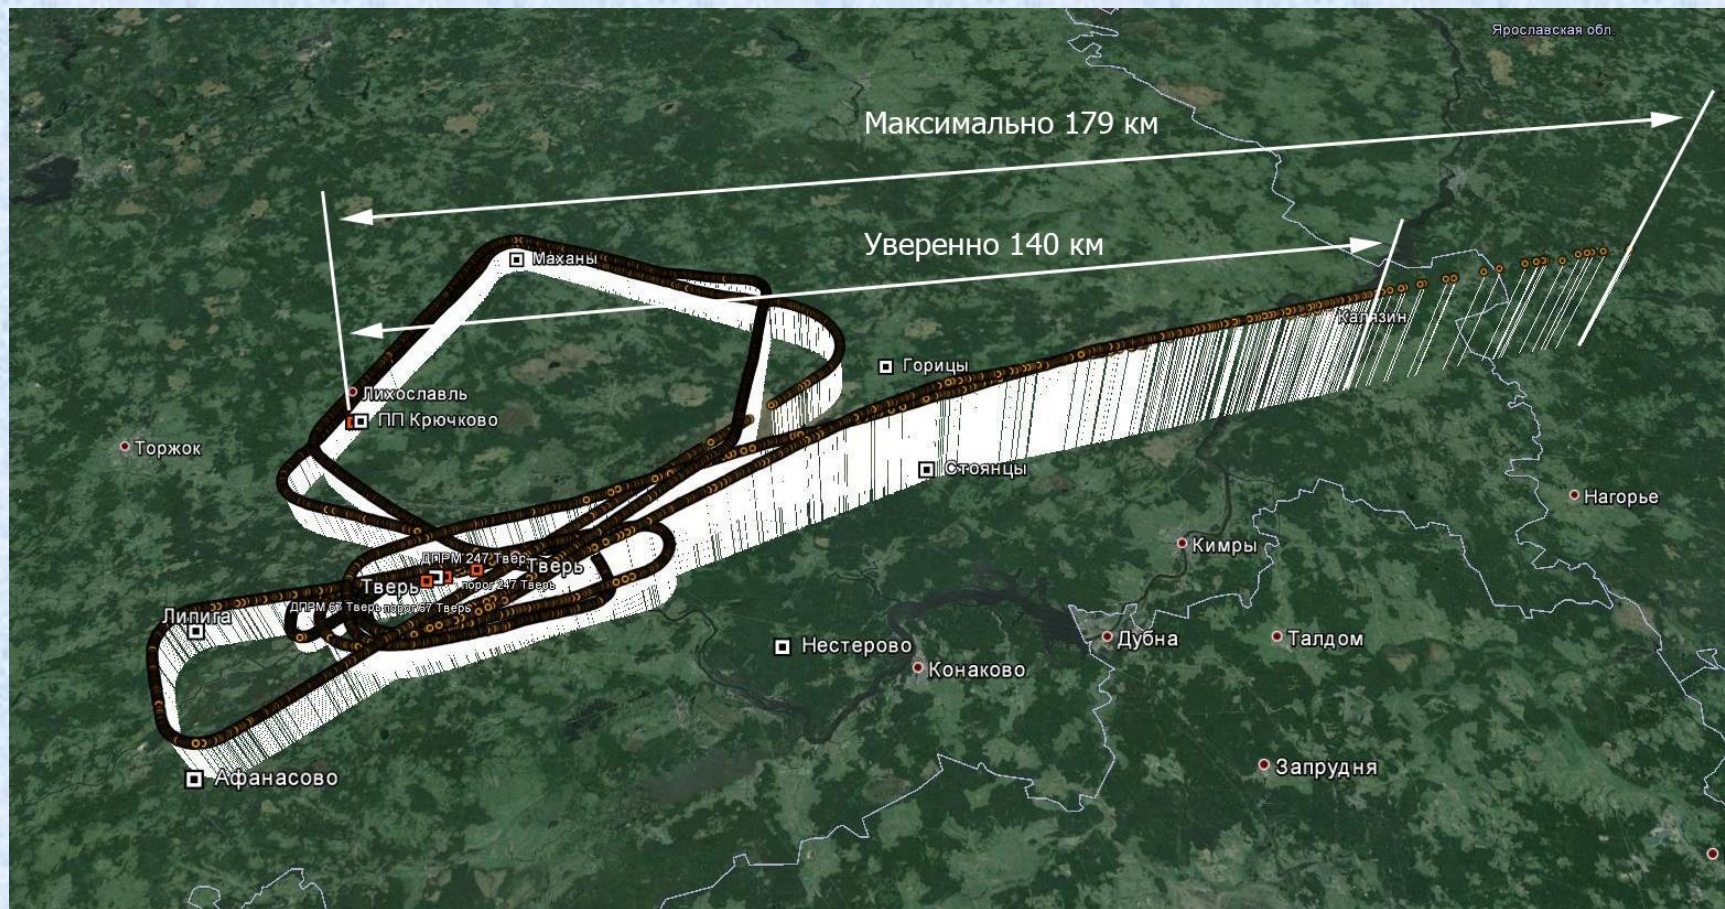 Ярославская обл.
Максимально 179 км
Уверенно 140 км
Маханы
Калязин
Горицы
Лихославль
ПП Крючково
Торжок
Стоянцы
Нагорье
Кимры
ДПРМ 247 Твер
Тверь
Тверь
порог 247 Тверь
ДПРМ 67 Тверь
порог 67 Тверь
Липига
Дубна
Талдом
Нестерово
Конаково
Запрудня
Афанасово